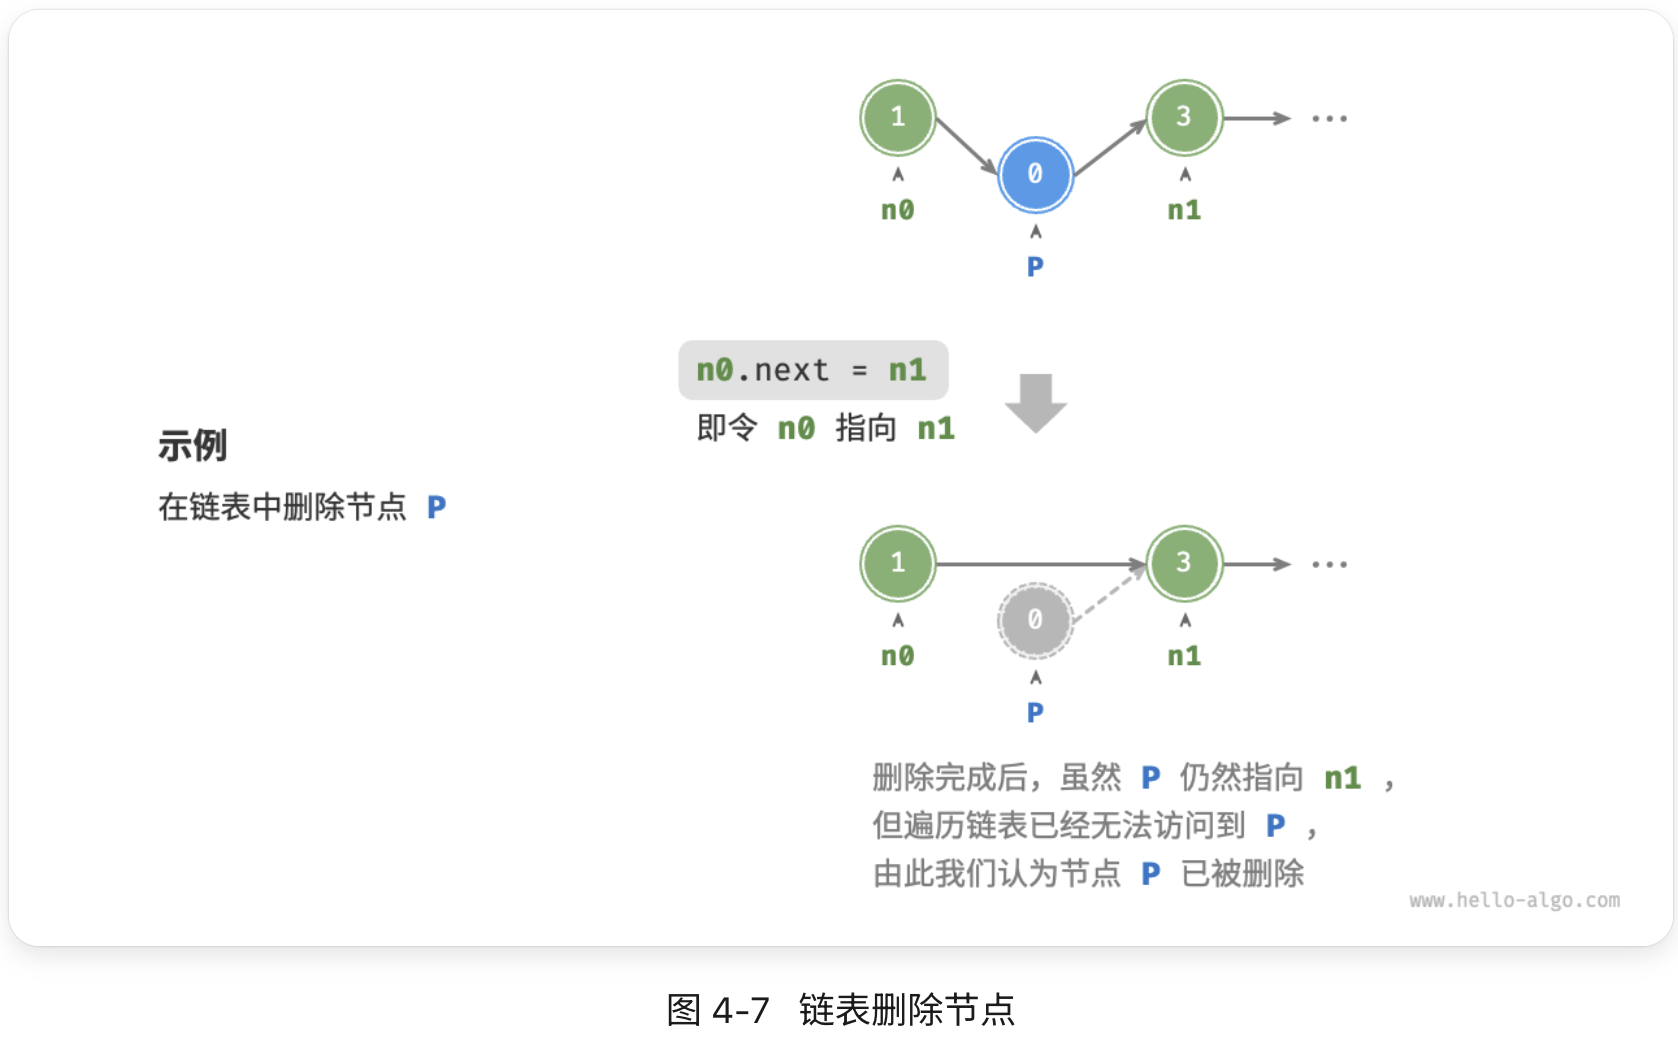 1
3
...
0
n0
n1
P
n0.next = n1
即令 n0 指向 n1
示例
在链表中删除节点 P
1
3
...
0
n0
n1
P
删除完成后，虽然 P 仍然指向 n1 ，
但遍历链表已经无法访问到 P ，
由此我们认为节点 P 已被删除
www.hello-algo.com
图 4-7 链表删除节点